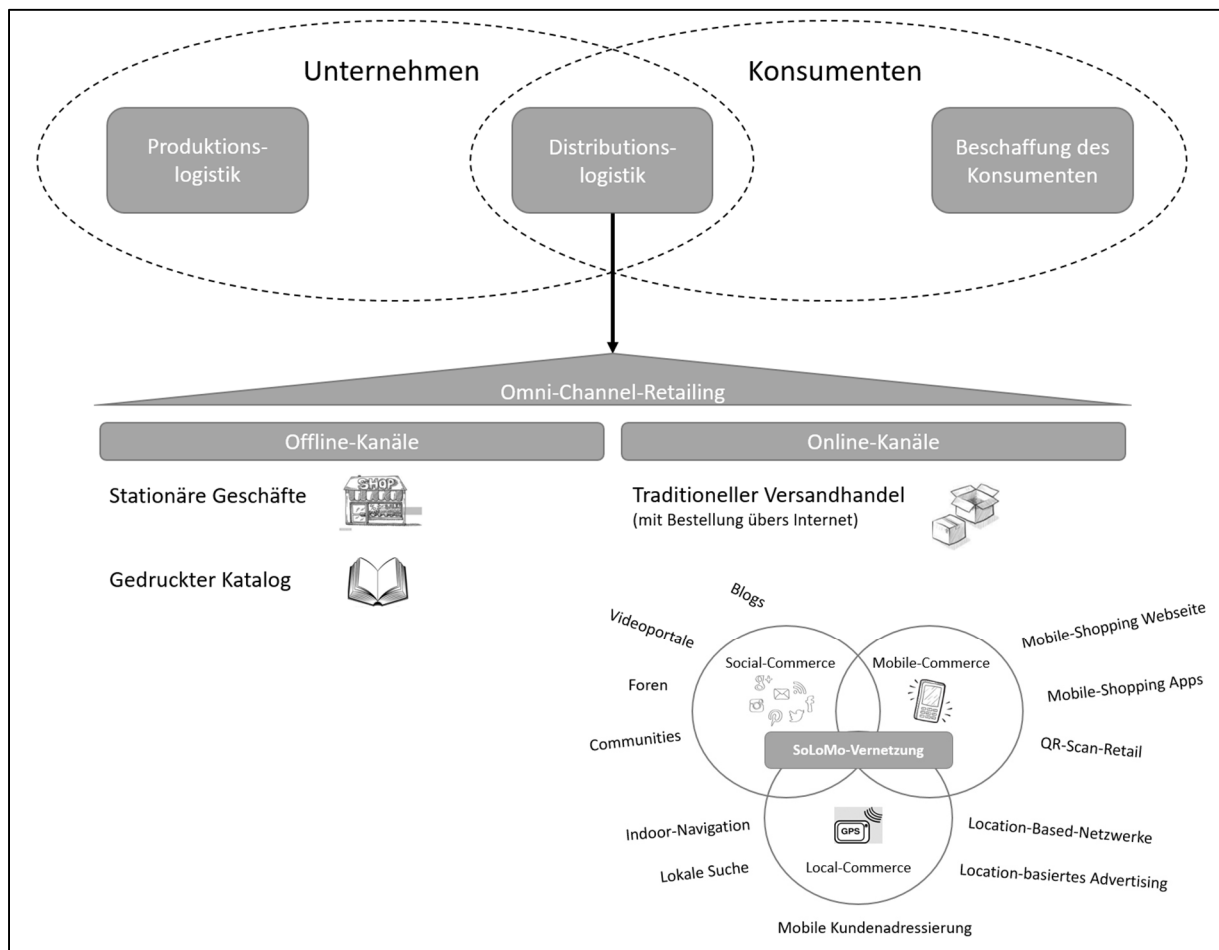 Unternehmen
Konsumenten
Produktions-
logistik
Distributions-
logistik
Beschaffung des
Konsumenten
Omni-Channel-Retailing
Offline-Kanäle
Online-Kanäle
Stationäre Geschäfte
SHOP
Traditioneller Versandhandel
(mit Bestellung übers Internet)
Gedruckter Katalog
Blogs
Videoportale
Foren
Communities
Social-Commerce
g+
f
Mobile-Commerce
Mobile-Shopping Webseite
Mobile-Shopping Apps
QR-Scan-Retail
SoLoMo-Vernetzung
Indoor-Navigation
Lokale Suche
GPS
Local-Commerce
Location-Based-Netzwerke
Location-basiertes Advertising
Mobile Kundenadressierung